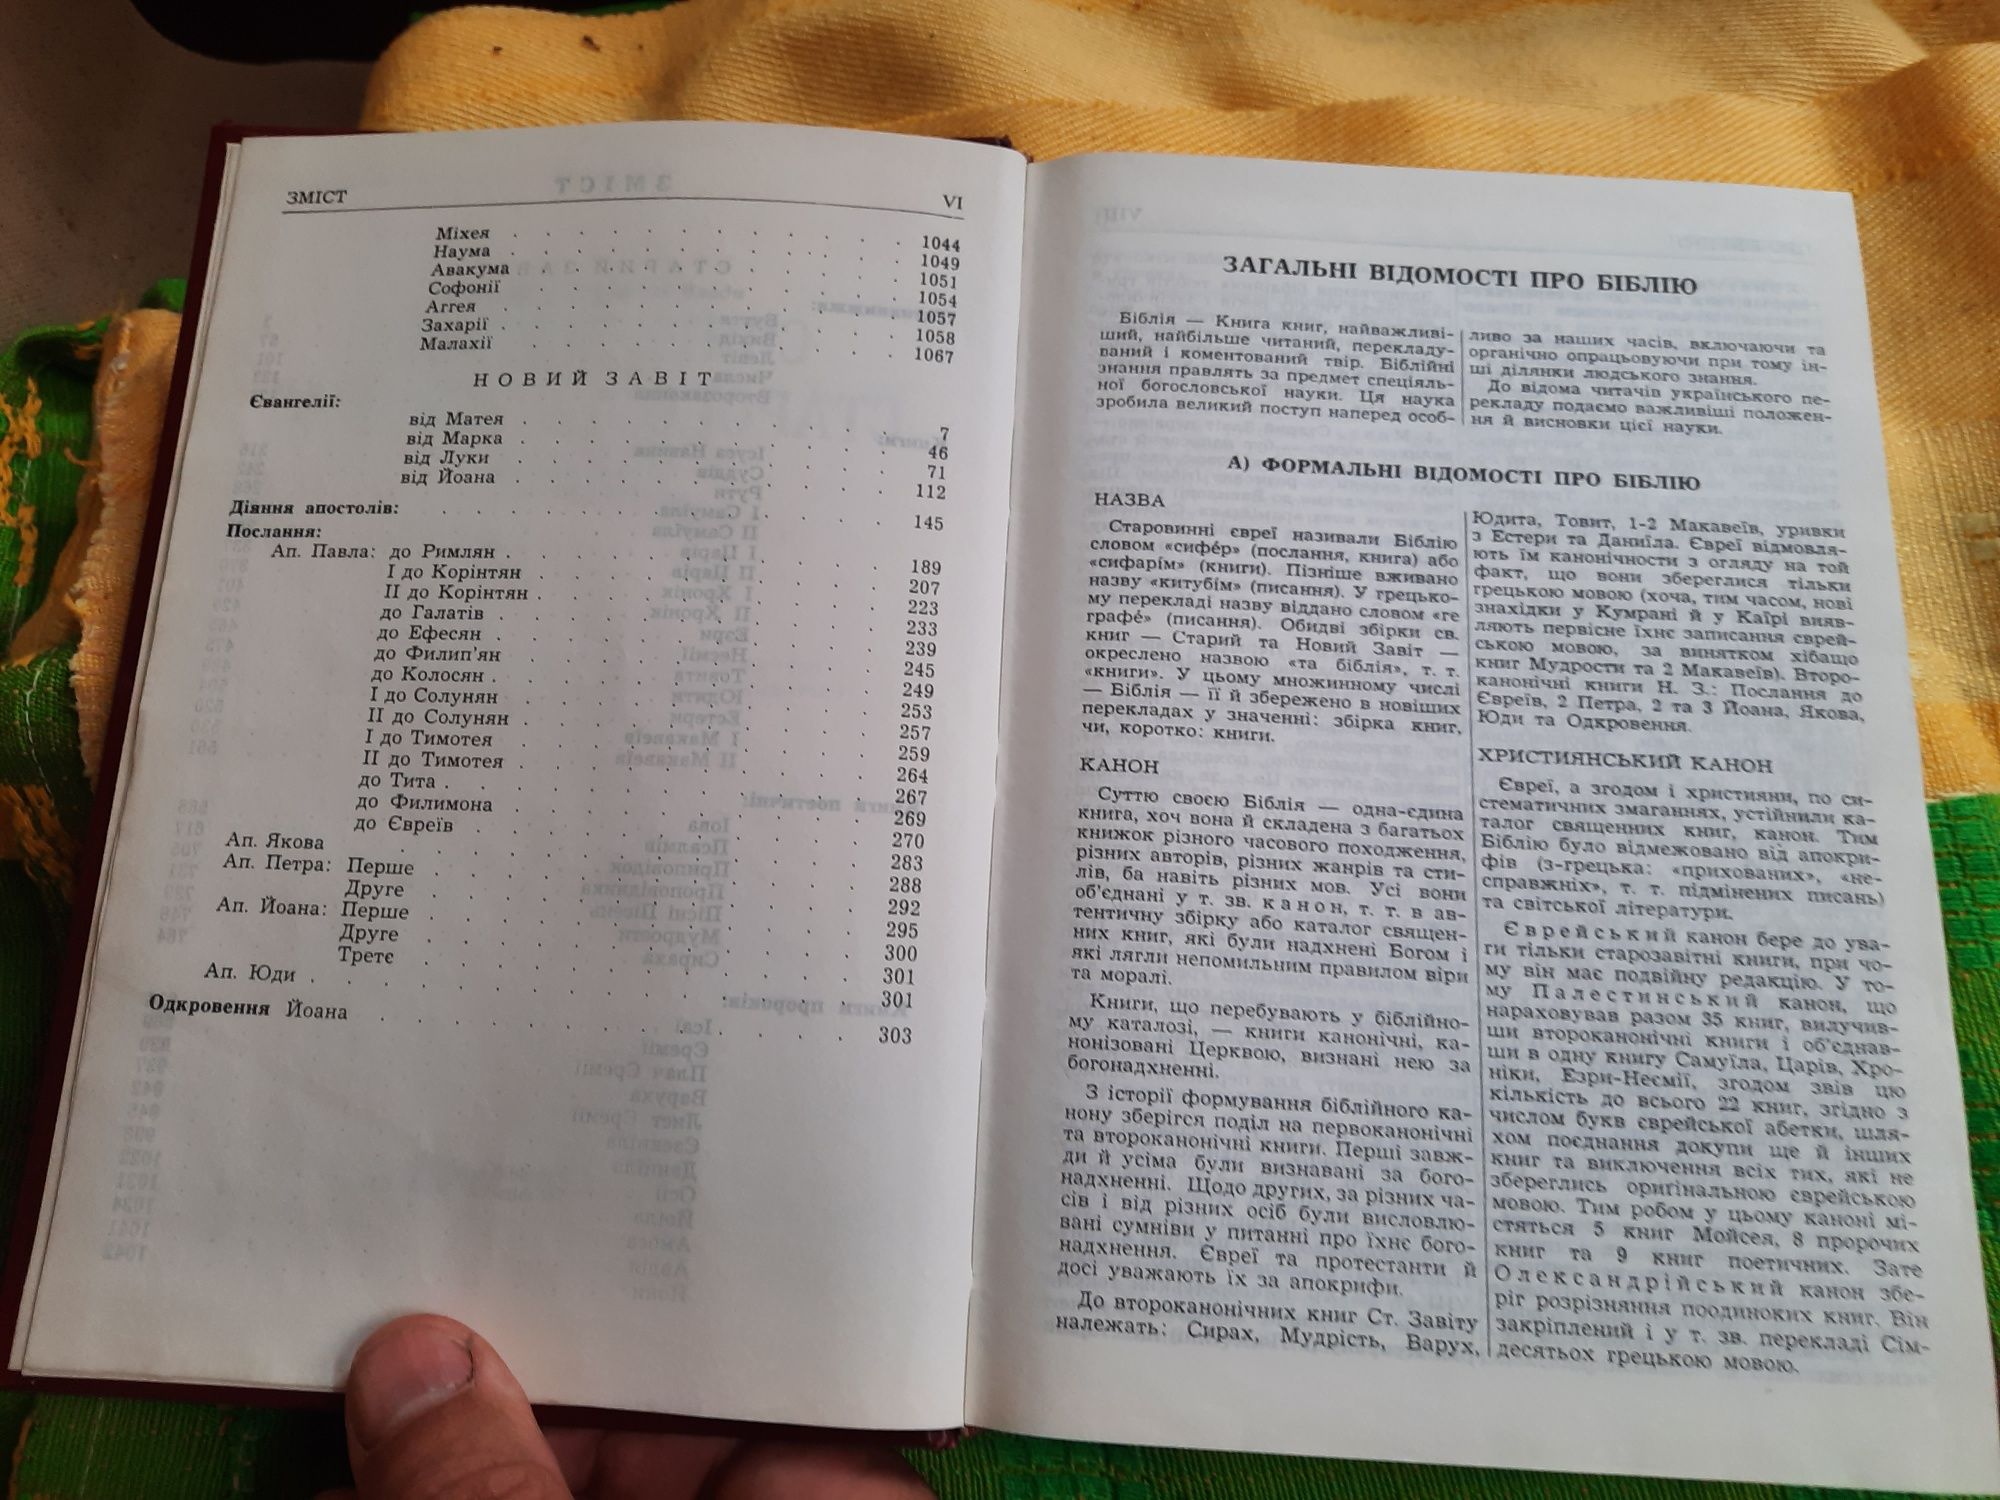 ЗМІСТ VI
Міхея 1044
Наума 1049
Авакума 1051
Софонії 1054
Аггея 1057
Захарії 1058
Малахії 1067
НОВИЙ ЗАВІТ
Євангелії:
від Матея 7
від Марка 46
від Луки 71
від Йоана 112
Діяння апостолів: 145
Послання:
Ап. Павла: до Римлян 189
І до Корінтян 207
ІІ до Корінтян 223
до Галатів 233
до Ефесян 239
до Филип'ян 245
до Колосян 249
І до Солунян 253
ІІ до Солунян 257
І до Тимотея 259
ІІ до Тимотея 264
до Тита 267
до Филимона 269
до Євреїв 270
Ап. Якова 283
Ап. Петра: Перше 288
Друге 292
Ап. Йоана: Перше 295
Друге 300
Третє 301
Ап. Юди 301
Одкровення Йоана 303
ЗАГАЛЬНІ ВІДОМОСТІ ПРО БІБЛІЮ
Біблія — Книга книг, найважливі-
ший, найбільше читаний, переклáду-
ваний і коментований твір. Біблійні
знання правлять за предмет спеціяль-
ної богословської науки. Ця наука
зробила великий поступ наперед особ-
ливо за наших часів, включаючи та
органічно опрацьовуючи при тому ін-
ші ділянки людського знання.
До відома читачів українського пе-
рекладу подаємо важливіші положен-
ня й висновки цієї науки.
А) ФОРМАЛЬНІ ВІДОМОСТІ ПРО БІБЛІЮ
НАЗВА
Старовинні євреї називали Біблію
словом «сифéр» (послання, книга) або
«сифарíм» (книги). Пізніше вживано
назву «китубíм» (писання). У грецько-
му перекладі назву віддано словом «ге
графé» (писання). Обидві збірки св.
книг — Старий та Новий Завіт —
окреслено назвою «та біблія», т. т.
«книги». У цьому множинному числі
— Біблія — її й збережено в новіших
перекладах у значенні: збірка книг,
чи, коротко: книги.
КАНОН
Суттю своєю Біблія — одна-єдина
книга, хоч вона й складена з багатьох
книжок різного часового походження,
різних авторів, різних жанрів та сти-
лів, ба навіть різних мов. Усі вони
об'єднані у т. зв. канон, т. т. в ав-
тентичну збірку або каталог священ-
них книг, які були надхнені Богом і
які лягли непомильним правилом віри
та моралі.
Книги, що перебувають у біблійно-
му каталозі, — книги канонічні, ка-
нонізовані Церквою, визнані нею за
богонадхненні.
З історії формування біблійного ка-
нону зберігся поділ на первоканонічні
та второканонічні книги. Перші завж-
ди й усіма були визнавані за бого-
надхненні. Щодо других, за різних ча-
сів і від різних осіб були висловлю-
вані сумніви у питанні про їхнє бого-
надхнення. Євреї та протестанти й
досі уважають їх за апокрифи.
До второканонічних книг Ст. Завіту
належать: Сирах, Мудрість, Варух,
Юдита, Товит, 1-2 Макавеїв, уривки
з Естери та Даниїла. Євреї відмовля-
ють їм канонічности з огляду на той
факт, що вони збереглися тільки
грецькою мовою (хоча, тим часом, нові
знахідки у Кумрані й у Каїрі вияв-
ляють первісне їхнє записання єврей-
ською мовою, за винятком хібащо
книг Мудрости та 2 Макавеїв). Второ-
канонічні книги Н. З.: Послання до
Євреїв, 2 Петра, 2 та 3 Йоана, Якова,
Юди та Одкровення.
ХРИСТИЯНСЬКИЙ КАНОН
Євреї, а згодом і християни, по си-
стематичних змаганнях, устійнили ка-
талог священних книг, канон. Тим
Біблію було відмежовано від апокри-
фів (з-грецька: «прихованих», «не-
справжніх», т. т. підмінених писань)
та світської літератури.
Єврейський канон бере до ува-
ги тільки старозавітні книги, при чо-
му він має подвійну редакцію. У то-
му Палестинський канон, що
нараховував разом 35 книг, вилучив-
ши второканонічні книги і об'єднав-
ши в одну книгу Самуїла, Царів, Хро-
ніки, Езри-Неємії, згодом звів цю
кількість до всього 22 книг, згідно з
числом букв єврейської абетки, шля-
хом поєднання докупи ще й інших
книг та виключення всіх тих, які не
збереглись оригінальною єврейською
мовою. Тим робом у цьому каноні мі-
стяться 5 книг Мойсея, 8 пророчих
книг та 9 книг поетичних. Зате
Олександрійський канон збе-
ріг розрізняння поодиноких книг. Він
закріплений і у т. зв. перекладі Сім-
десятьох грецькою мовою.